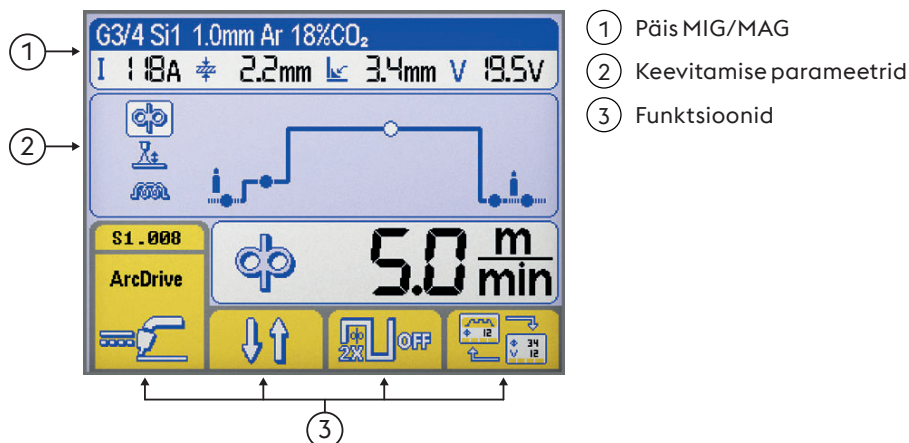 G3/4 Si1 1.0mm Ar 18%CO₂
I 118A 2.2mm 3.4mm V 19.5V
S1.008
ArcDrive
5.0 m/min
2X OFF
12
34
V 12
1
2
3
1 Päis MIG/MAG
2 Keevitamise parameetrid
3 Funktsioonid